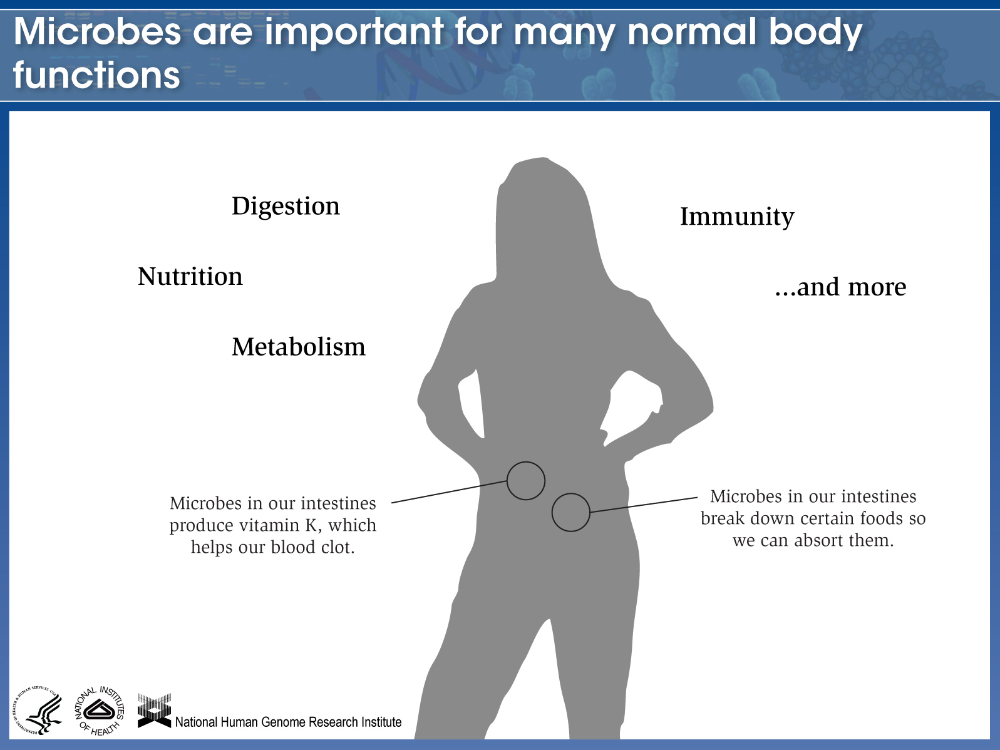 Microbes are important for many normal body
functions
Digestion
Immunity
Nutrition
...and more
Metabolism
Microbes in our intestines
produce vitamin K, which
helps our blood clot.
Microbes in our intestines
break down certain foods so
we can absort them.
DEPARTMENT OF HEALTH & HUMAN SERVICES·USA
NATIONAL INSTITUTES
OF HEALTH
National Human Genome Research Institute